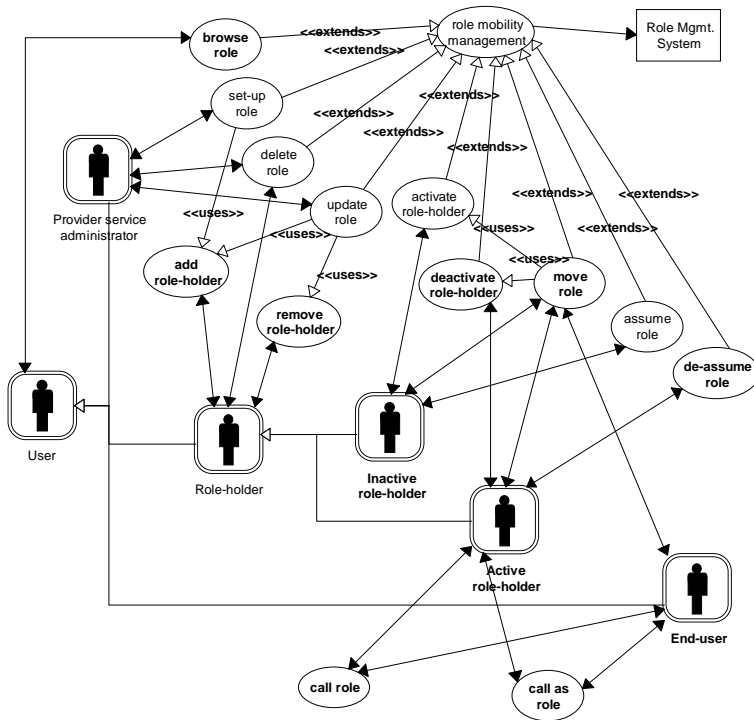 browse
role
<<extends>>
role mobility
management
Role Mgmt.
System
<<extends>>
set-up
role
<<extends>>
<<extends>>
<<extends>>
delete
role
<<extends>>
Provider service
administrator
<<uses>>
update
role
activate
role-holder
<<extends>>
<<extends>>
<<uses>>
<<uses>>
add
role-holder
<<uses>>
<<uses>>
deactivate
role-holder
move
role
remove
role-holder
assume
role
de-assume
role
User
Role-holder
Inactive
role-holder
Active
role-holder
End-user
call role
call as
role